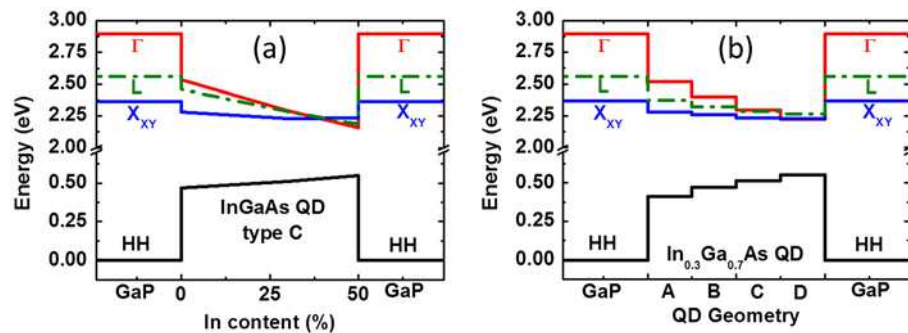 3.00
2.75
2.50
2.25
2.00
0.50
0.25
0.00
Energy (eV)
Γ
L
X_XY
HH
(a)
InGaAs QD
type C
Γ
L
X_XY
HH
GaP
0
25
50
GaP
In content (%)
3.00
2.75
2.50
2.25
2.00
0.50
0.25
0.00
Energy (eV)
Γ
L
X_XY
HH
(b)
In_0.3Ga_0.7As QD
Γ
L
X_XY
HH
GaP
A
B
C
D
GaP
QD Geometry